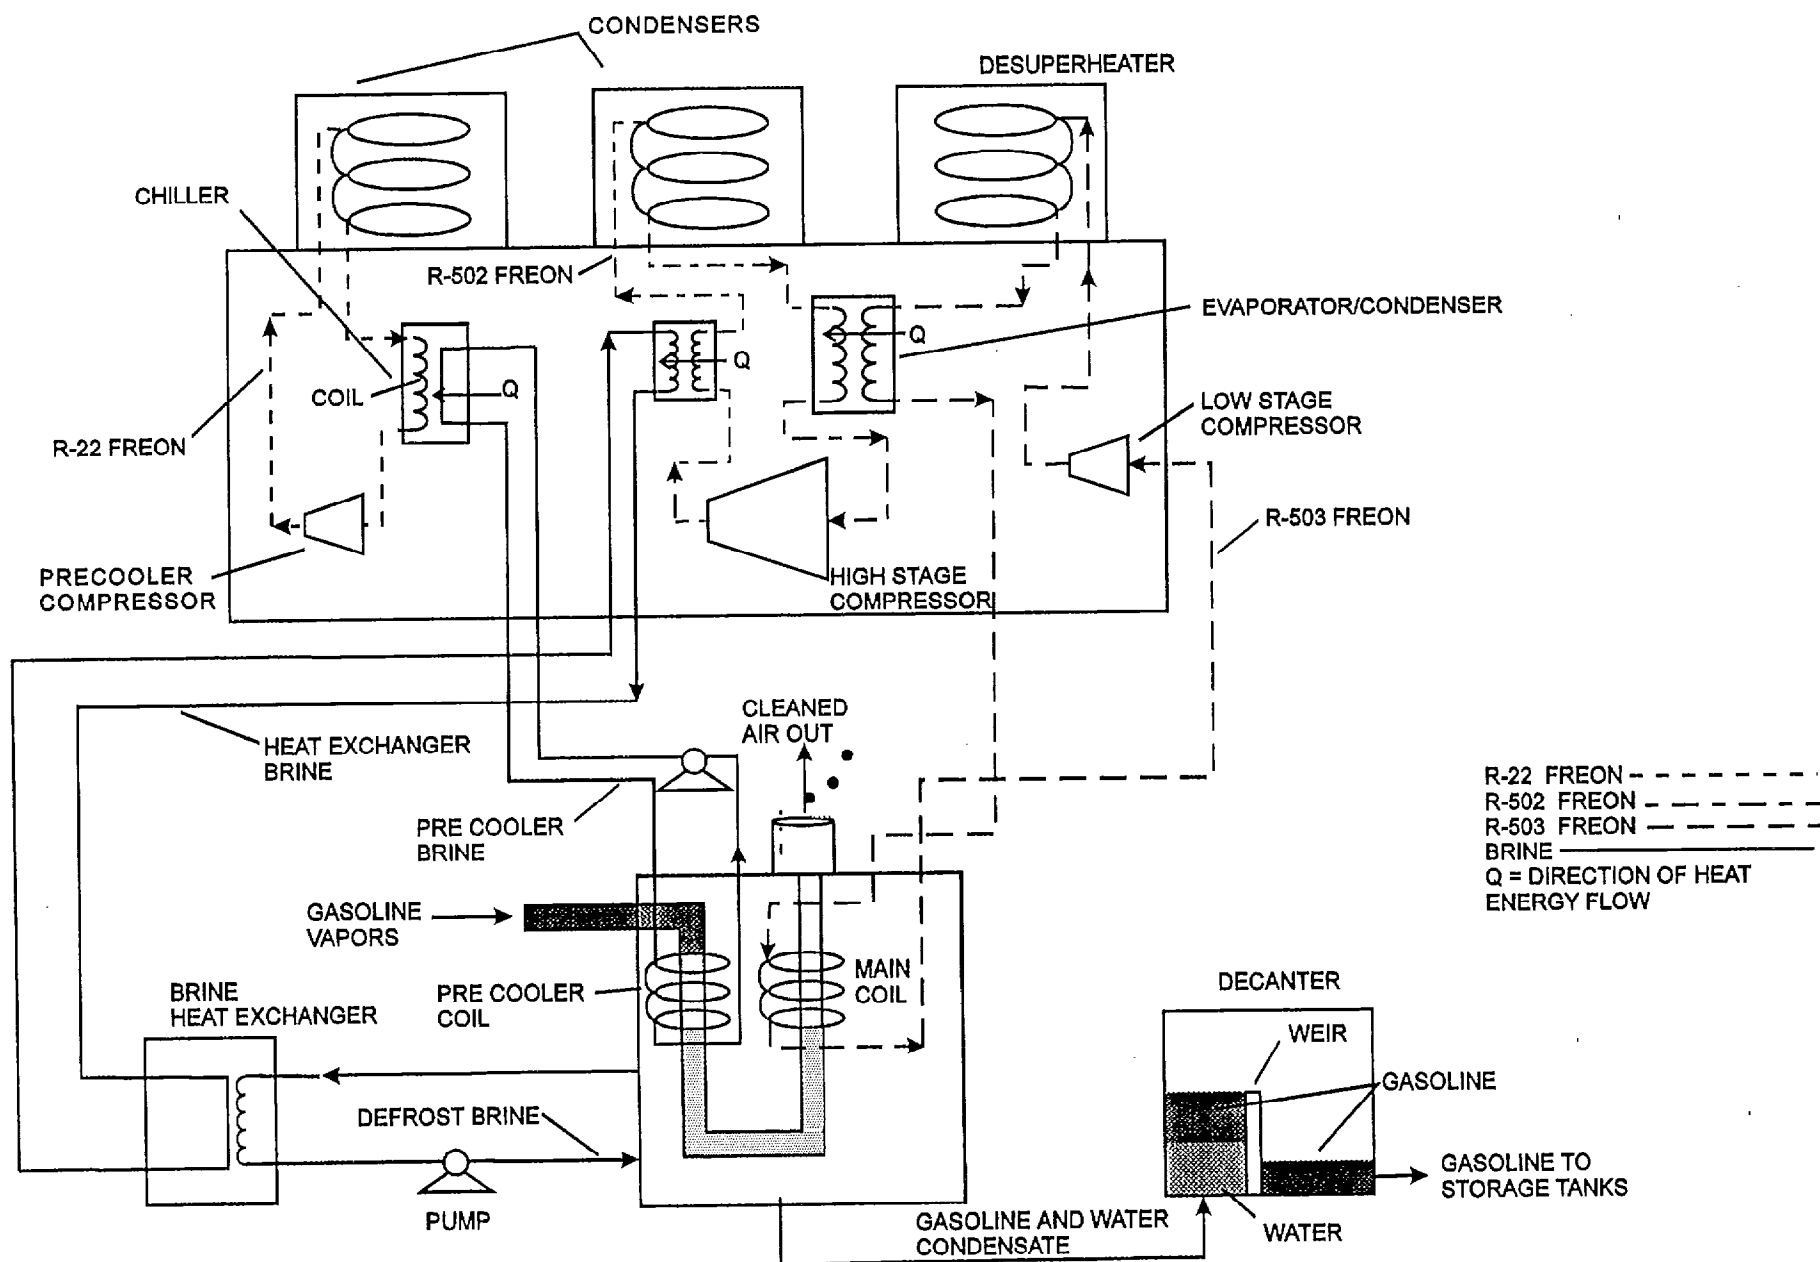 CONDENSERS
DESUPERHEATER
CHILLER
R-502 FREON
EVAPORATOR/CONDENSER
Q
Q
Q
COIL
LOW STAGE
COMPRESSOR
R-22 FREON
R-503 FREON
PRECOOLER
COMPRESSOR
HIGH STAGE
COMPRESSOR
CLEANED
AIR OUT
HEAT EXCHANGER
BRINE
R-22 FREON
R-502 FREON
R-503 FREON
BRINE
Q = DIRECTION OF HEAT
ENERGY FLOW
PRE COOLER
BRINE
GASOLINE
VAPORS
MAIN
COIL
PRE COOLER
COIL
BRINE
HEAT EXCHANGER
DECANTER
WEIR
GASOLINE
DEFROST BRINE
GASOLINE TO
STORAGE TANKS
PUMP
GASOLINE AND WATER
CONDENSATE
WATER